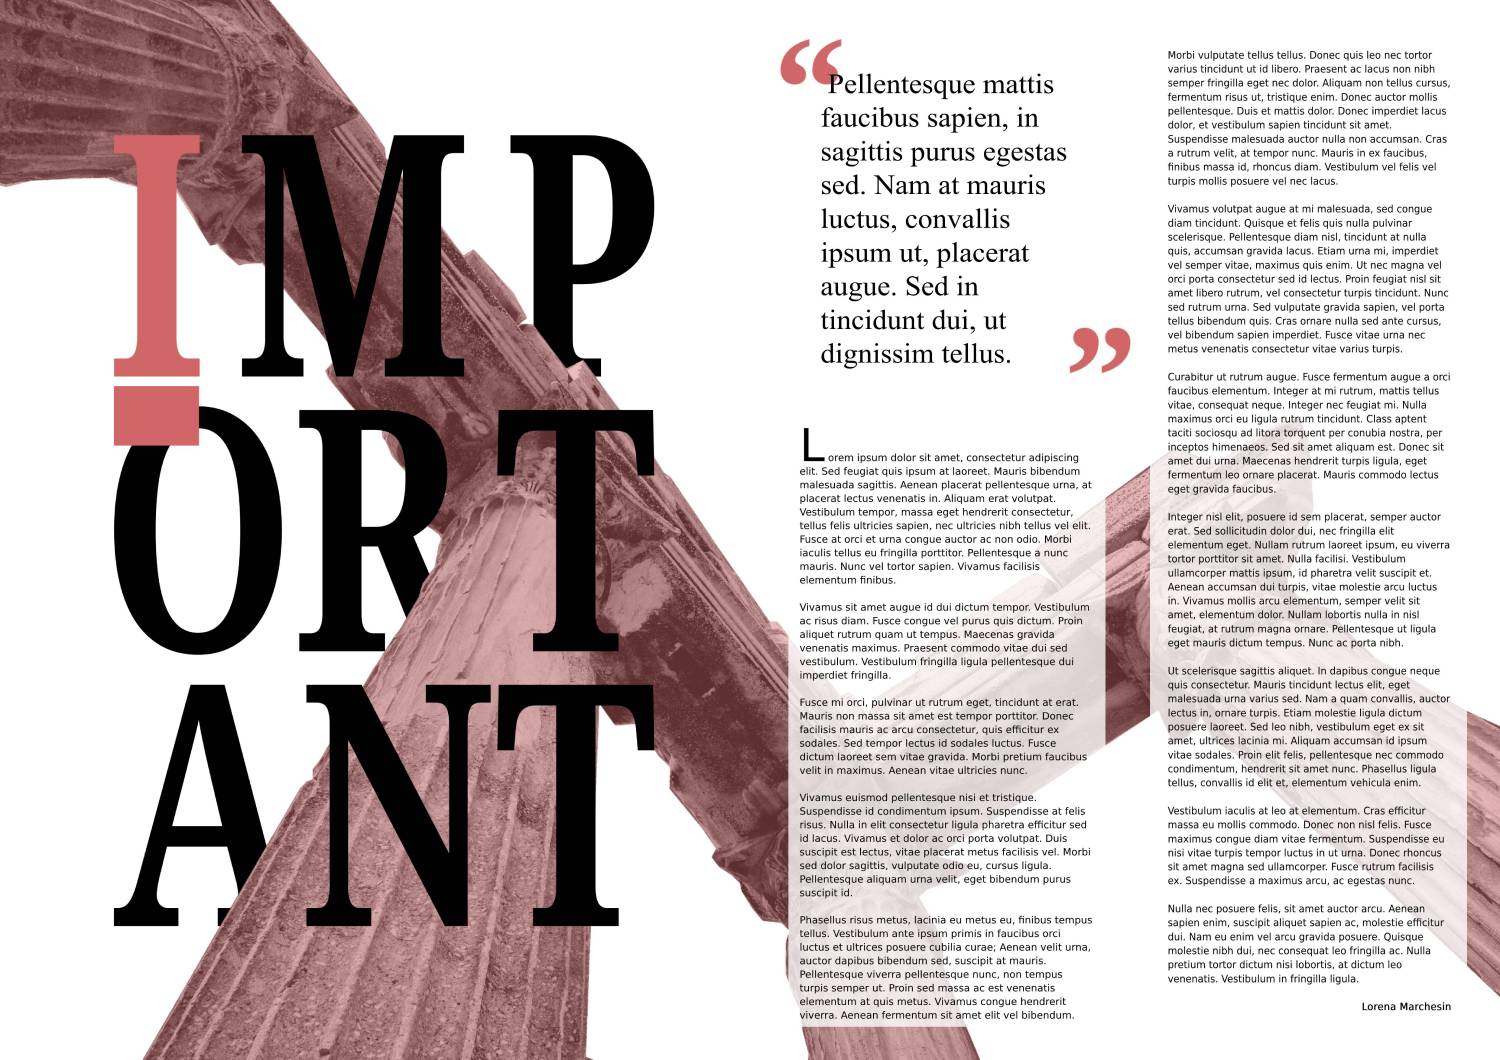 IMP
ORT
ANT
“Pellentesque mattis
faucibus sapien, in
sagittis purus egestas
sed. Nam at mauris
luctus, convallis
ipsum ut, placerat
augue. Sed in
tincidunt dui, ut
dignissim tellus.”
Lorem ipsum dolor sit amet, consectetur adipiscing
elit. Sed feugiat quis ipsum at laoreet. Mauris bibendum
malesuada sagittis. Aenean placerat pellentesque urna, at
placerat lectus venenatis in. Aliquam erat volutpat.
Vestibulum tempor, massa eget hendrerit consectetur,
tellus felis ultricies sapien, nec ultricies nibh tellus vel elit.
Fusce at orci et urna congue auctor ac non odio. Morbi
iaculis tellus eu fringilla porttitor. Pellentesque a nunc
mauris. Nunc vel tortor sapien. Vivamus facilisis
elementum finibus.
Vivamus sit amet augue id dui dictum tempor. Vestibulum
ac risus diam. Fusce congue vel purus quis dictum. Proin
aliquet rutrum quam ut tempus. Maecenas gravida
venenatis maximus. Praesent commodo vitae dui sed
vestibulum. Vestibulum fringilla ligula pellentesque dui
imperdiet fringilla.
Fusce mi orci, pulvinar ut rutrum eget, tincidunt at erat.
Mauris non massa sit amet est tempor porttitor. Donec
facilisis mauris ac arcu consectetur, quis efficitur ex
sodales. Sed tempor lectus id sodales luctus. Fusce
dictum laoreet sem vitae gravida. Morbi pretium faucibus
velit in maximus. Aenean vitae ultricies nunc.
Vivamus euismod pellentesque nisi et tristique.
Suspendisse id condimentum ipsum. Suspendisse at felis
risus. Nulla in elit consectetur ligula pharetra efficitur sed
id lacus. Vivamus et dolor ac orci porta volutpat. Duis
suscipit est lectus, vitae placerat metus facilisis vel. Morbi
sed dolor sagittis, vulputate odio eu, cursus ligula.
Pellentesque aliquam urna velit, eget bibendum purus
suscipit id.
Phasellus risus metus, lacinia eu metus eu, finibus tempus
tellus. Vestibulum ante ipsum primis in faucibus orci
luctus et ultrices posuere cubilia curae; Aenean velit urna,
auctor dapibus bibendum sed, suscipit at mauris.
Pellentesque viverra pellentesque nunc, non tempus
turpis semper ut. Proin sed massa ac est venenatis
elementum at quis metus. Vivamus congue hendrerit
viverra. Aenean fermentum sit amet elit vel bibendum.
Morbi vulputate tellus tellus. Donec quis leo nec tortor
varius tincidunt ut id libero. Praesent ac lacus non nibh
semper fringilla eget nec dolor. Aliquam non tellus cursus,
fermentum risus ut, tristique enim. Donec auctor mollis
pellentesque. Duis et mattis dolor. Donec imperdiet lacus
dolor, et vestibulum sapien tincidunt sit amet.
Suspendisse malesuada auctor nulla non accumsan. Cras
a rutrum velit, at tempor nunc. Mauris in ex faucibus,
finibus massa id, rhoncus diam. Vestibulum vel felis vel
turpis mollis posuere vel nec lacus.
Vivamus volutpat augue at mi malesuada, sed congue
diam tincidunt. Quisque et felis quis nulla pulvinar
scelerisque. Pellentesque diam nisl, tincidunt at nulla
quis, accumsan gravida lacus. Etiam urna mi, imperdiet
vel semper vitae, maximus quis enim. Ut nec magna vel
orci porta consectetur sed id lectus. Proin feugiat nisl sit
amet libero rutrum, vel consectetur turpis tincidunt. Nunc
sed rutrum urna. Sed vulputate gravida sapien, vel porta
tellus bibendum quis. Cras ornare nulla sed ante cursus,
vel bibendum sapien imperdiet. Fusce vitae urna nec
metus venenatis consectetur vitae varius turpis.
Curabitur ut rutrum augue. Fusce fermentum augue a orci
faucibus elementum. Integer at mi rutrum, mattis tellus
vitae, consequat neque. Integer nec feugiat mi. Nulla
maximus orci eu ligula rutrum tincidunt. Class aptent
taciti sociosqu ad litora torquent per conubia nostra, per
inceptos himenaeos. Sed sit amet aliquam est. Donec sit
amet dui urna. Maecenas hendrerit turpis ligula, eget
fermentum leo ornare placerat. Mauris commodo lectus
eget gravida faucibus.
Integer nisl elit, posuere id sem placerat, semper auctor
erat. Sed sollicitudin dolor dui, nec fringilla elit
elementum eget. Nullam rutrum laoreet ipsum, eu viverra
tortor porttitor sit amet. Nulla facilisi. Vestibulum
ullamcorper mattis ipsum, id pharetra velit suscipit et.
Aenean accumsan dui turpis, vitae molestie arcu luctus
in. Vivamus mollis arcu elementum, semper velit sit
amet, elementum dolor. Nullam lobortis nulla in nisl
feugiat, at rutrum magna ornare. Pellentesque ut ligula
eget mauris dictum tempus. Nunc ac porta nibh.
Ut scelerisque sagittis aliquet. In dapibus congue neque
quis consectetur. Mauris tincidunt lectus elit, eget
malesuada urna varius sed. Nam a quam convallis, auctor
lectus in, ornare turpis. Etiam molestie ligula dictum
posuere laoreet. Sed leo nibh, vestibulum eget ex sit
amet, ultrices lacinia mi. Aliquam accumsan id ipsum
vitae sodales. Proin elit felis, pellentesque nec commodo
condimentum, hendrerit sit amet nunc. Phasellus ligula
tellus, convallis id elit et, elementum vehicula enim.
Vestibulum iaculis at leo at elementum. Cras efficitur
massa eu mollis commodo. Donec non nisl felis. Fusce
maximus congue diam vitae fermentum. Suspendisse eu
nisi vitae turpis tempor luctus in ut urna. Donec rhoncus
sit amet magna sed ullamcorper. Fusce rutrum facilisis
ex. Suspendisse a maximus arcu, ac egestas nunc.
Nulla nec posuere felis, sit amet auctor arcu. Aenean
sapien enim, suscipit aliquet sapien ac, molestie efficitur
dui. Nam eu enim vel arcu gravida posuere. Quisque
molestie nibh dui, nec consequat leo fringilla ac. Nulla
pretium tortor dictum nisi lobortis, at dictum leo
venenatis. Vestibulum in fringilla ligula.
Lorena Marchesin